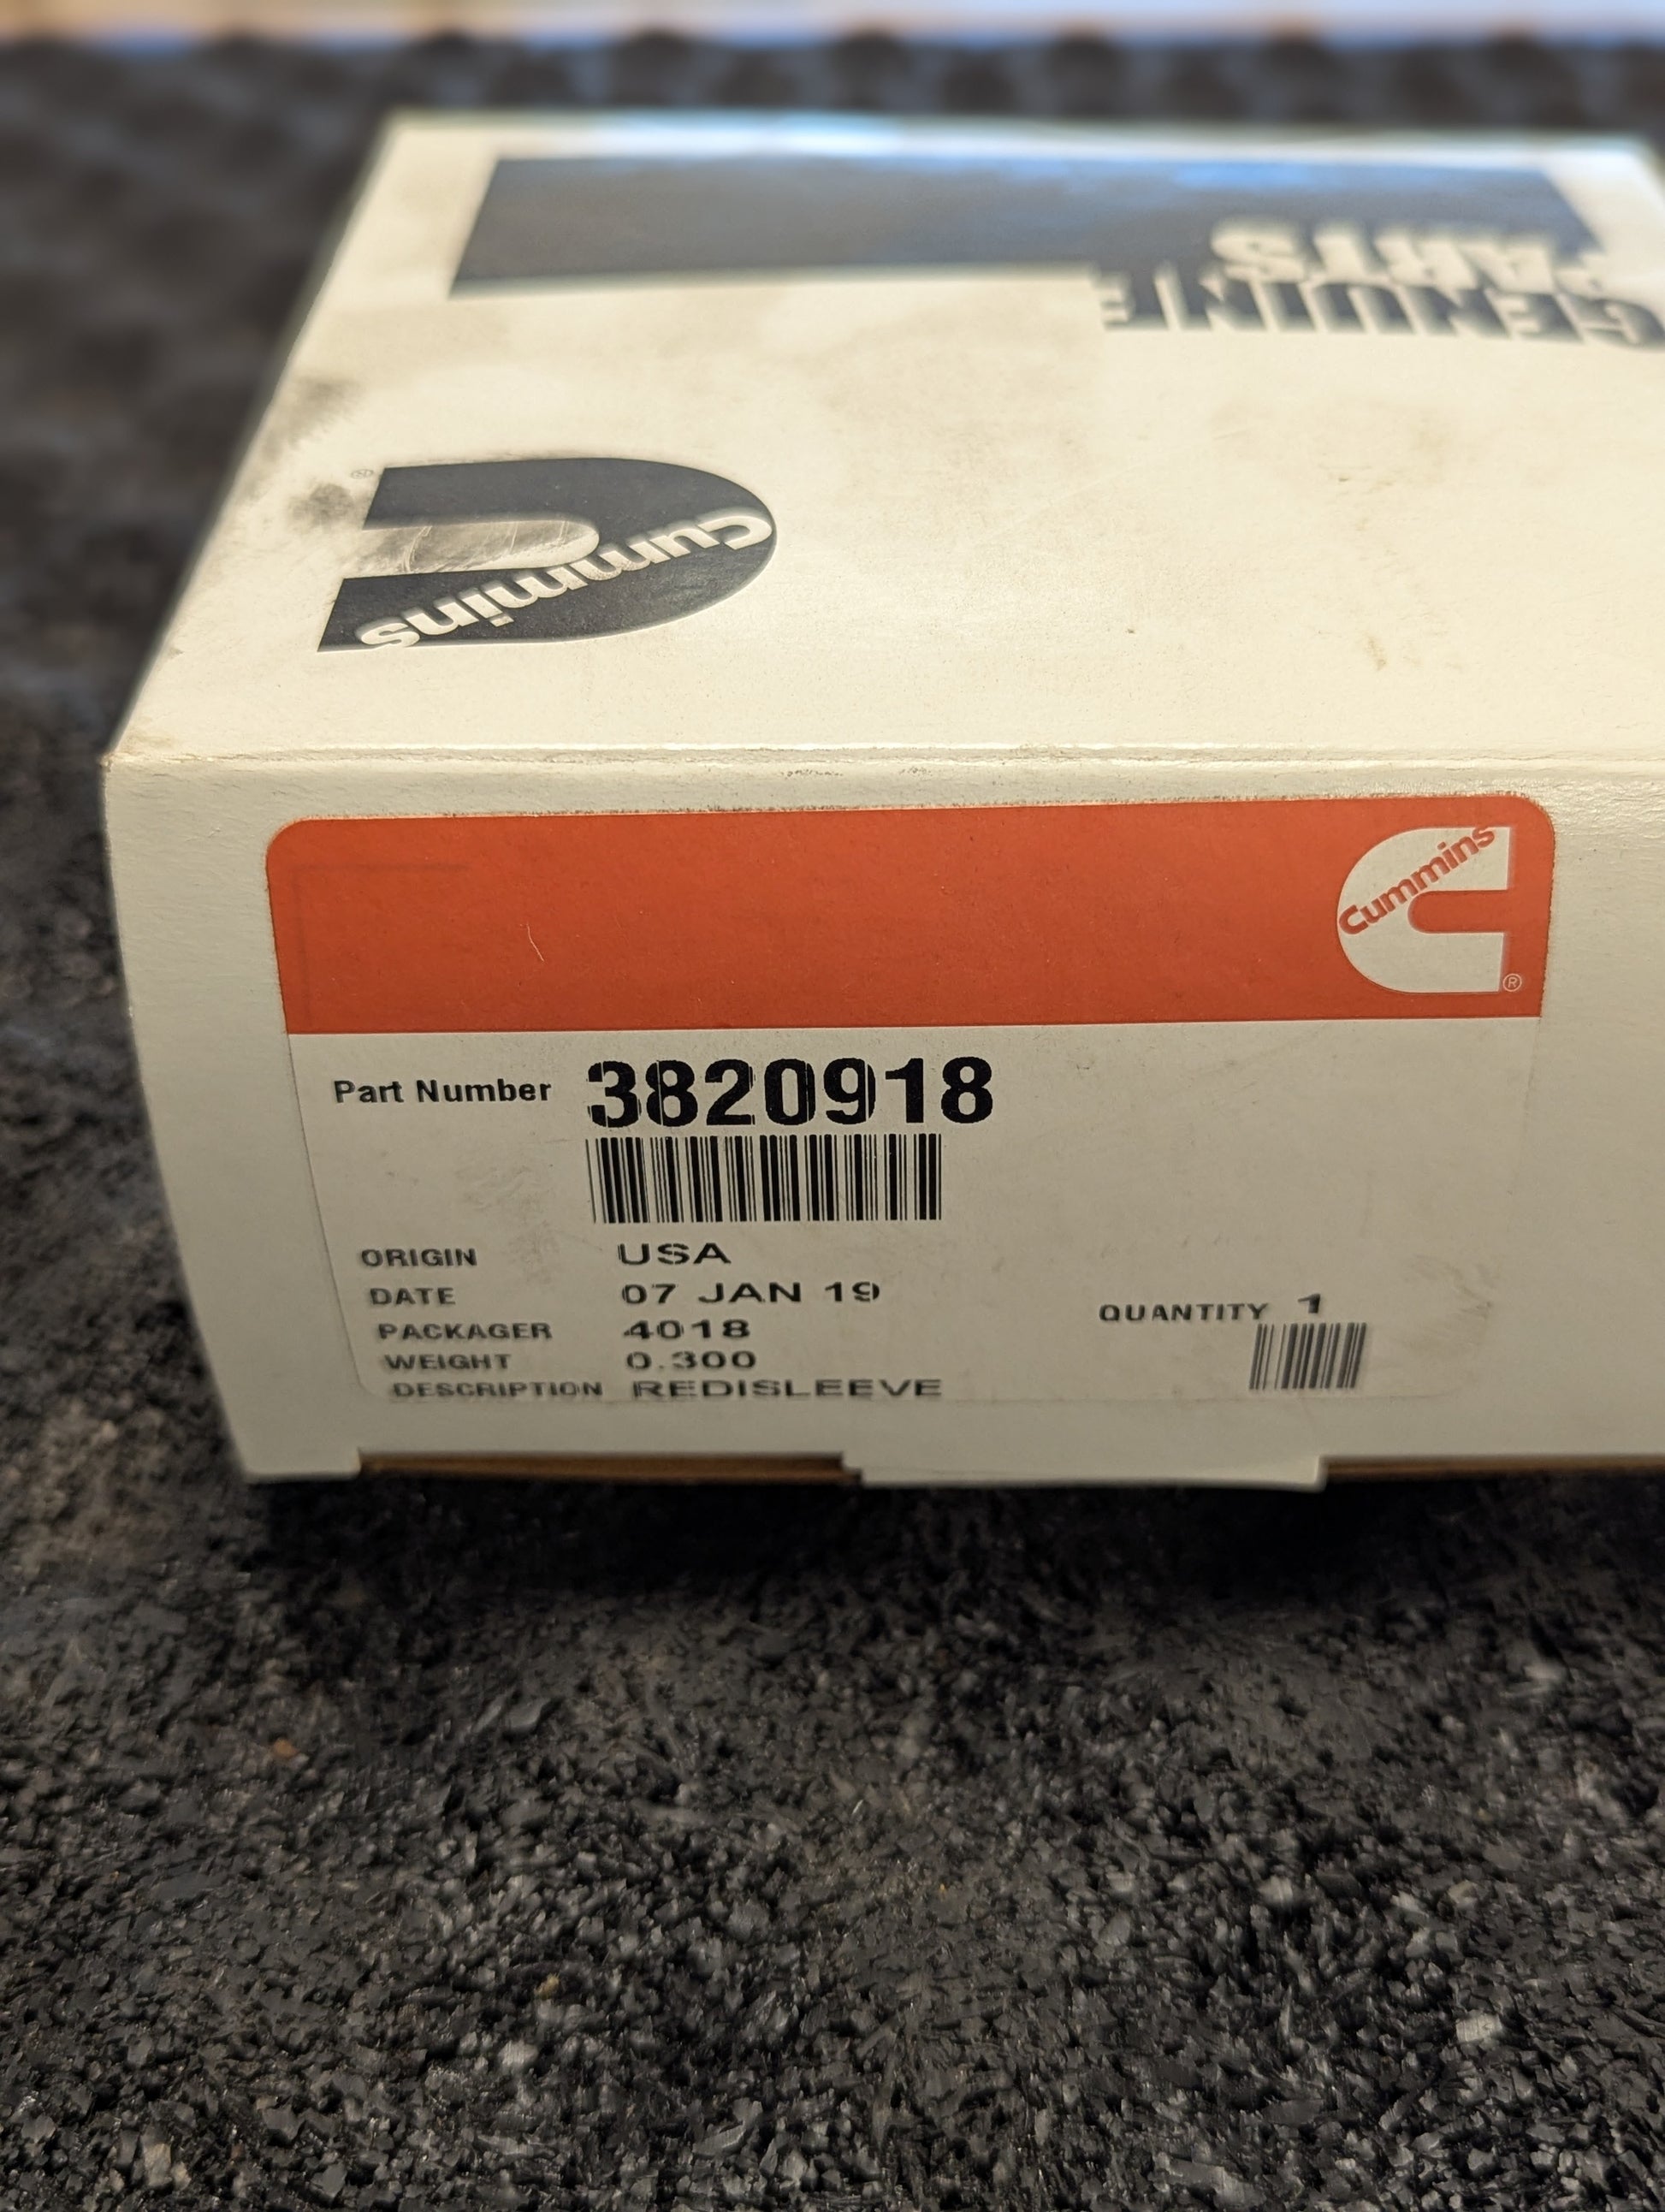 GENUINE
PARTS
Cummins
®
Cummins
®
Part Number 3820918
ORIGIN USA
DATE 07 JAN 19
PACKAGER 4018
WEIGHT 0.300
DESCRIPTION REDISLEEVE
QUANTITY 1